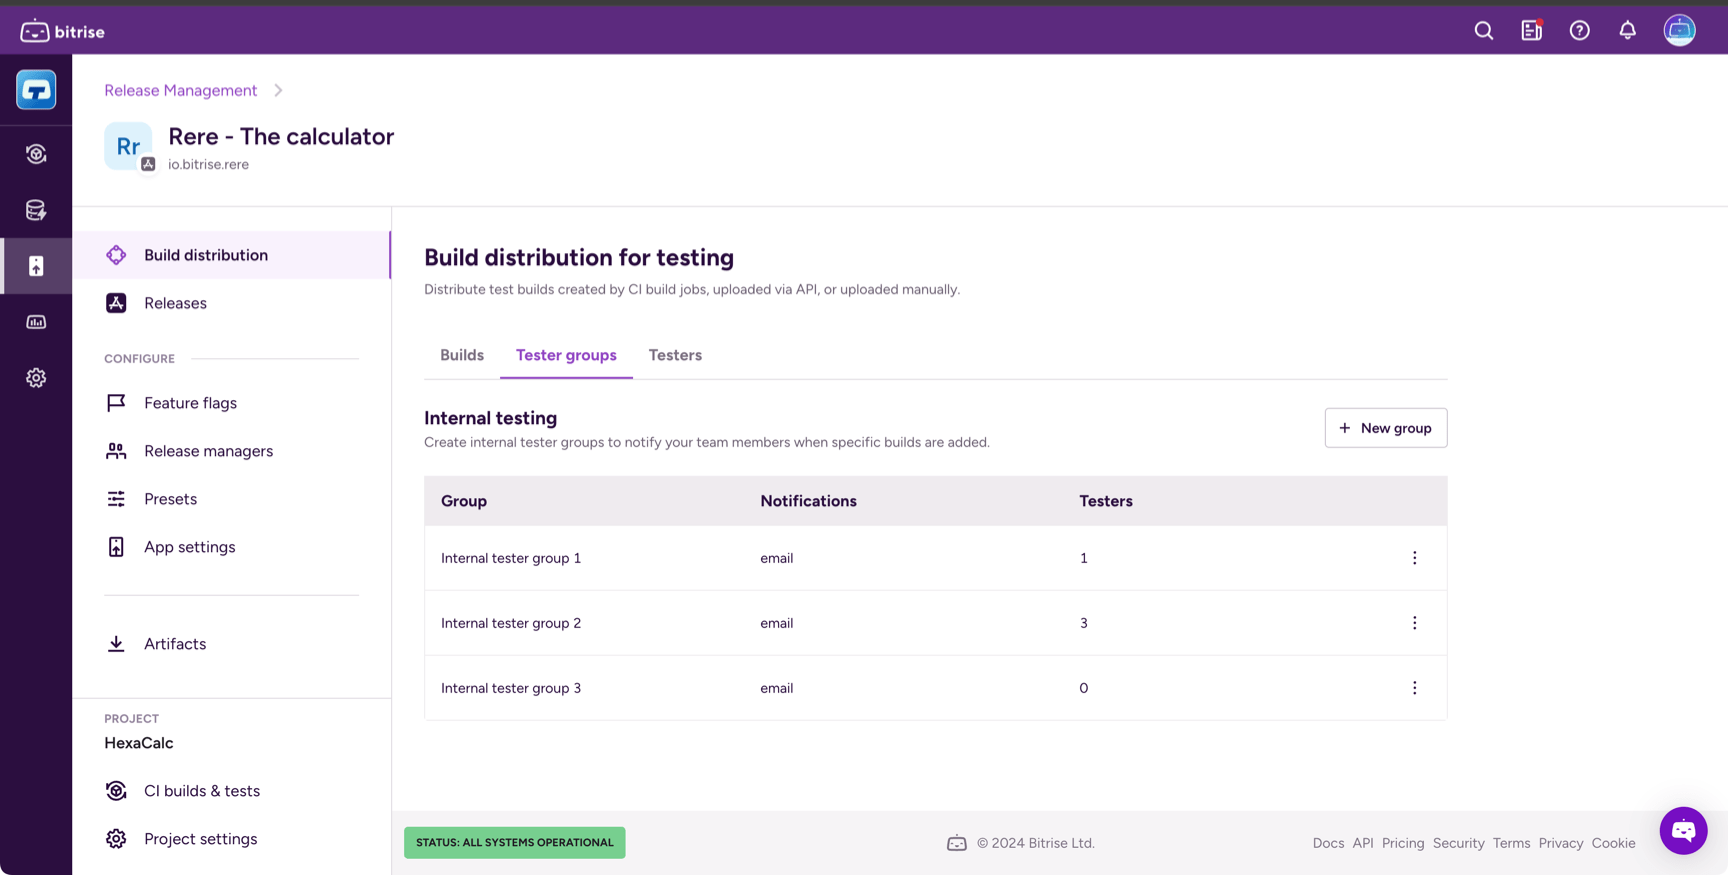 bitrise
Release Management
Rr
Rere - The calculator
io.bitrise.rere
Build distribution
Releases
CONFIGURE
Feature flags
Release managers
Presets
App settings
Artifacts
PROJECT
HexaCalc
CI builds & tests
Project settings
Build distribution for testing
Distribute test builds created by CI build jobs, uploaded via API, or uploaded manually.
Builds Tester groups Testers
Internal testing
Create internal tester groups to notify your team members when specific builds are added.
+ New group
Group Notifications Testers
Internal tester group 1 email 1
Internal tester group 2 email 3
Internal tester group 3 email 0
STATUS: ALL SYSTEMS OPERATIONAL
© 2024 Bitrise Ltd.
Docs API Pricing Security Terms Privacy Cookie